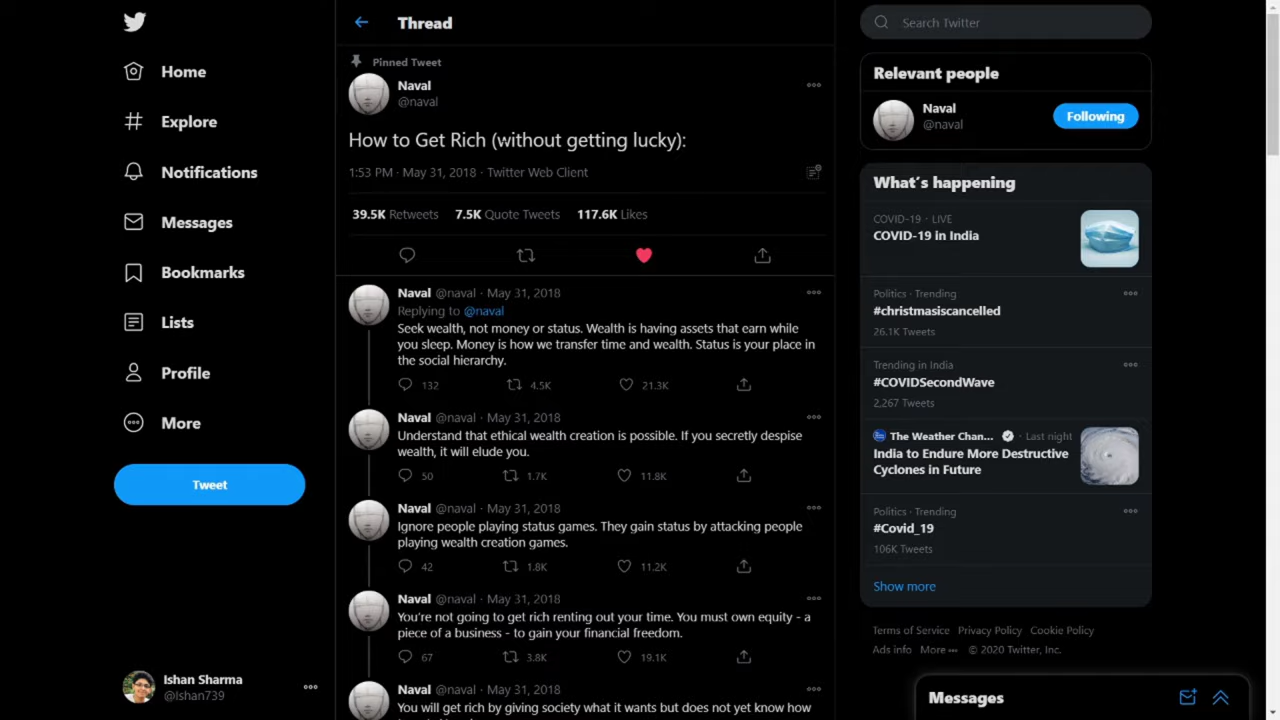 Home
Explore
Notifications
Messages
Bookmarks
Lists
Profile
More
Tweet
Ishan Sharma
@Ishan739
Thread
Pinned Tweet
Naval
@naval
How to Get Rich (without getting lucky):
1:53 PM · May 31, 2018 · Twitter Web Client
39.5K Retweets 7.5K Quote Tweets 117.6K Likes
Naval @naval · May 31, 2018
Replying to @naval
Seek wealth, not money or status. Wealth is having assets that earn while
you sleep. Money is how we transfer time and wealth. Status is your place in
the social hierarchy.
132 4.5K 21.3K
Naval @naval · May 31, 2018
Understand that ethical wealth creation is possible. If you secretly despise
wealth, it will elude you.
50 1.7K 11.8K
Naval @naval · May 31, 2018
Ignore people playing status games. They gain status by attacking people
playing wealth creation games.
42 1.8K 11.2K
Naval @naval · May 31, 2018
You're not going to get rich renting out your time. You must own equity - a
piece of a business - to gain your financial freedom.
67 3.8K 19.1K
Naval @naval · May 31, 2018
You will get rich by giving society what it wants but does not yet know how
Search Twitter
Relevant people
Naval
@naval
Following
What's happening
COVID-19 · LIVE
COVID-19 in India
Politics · Trending
#christmasiscancelled
26.1K Tweets
Trending in India
#COVIDSecondWave
2,267 Tweets
The Weather Chan... · Last night
India to Endure More Destructive
Cyclones in Future
Politics · Trending
#Covid_19
106K Tweets
Show more
Terms of Service Privacy Policy Cookie Policy
Ads info More ··· © 2020 Twitter, Inc.
Messages